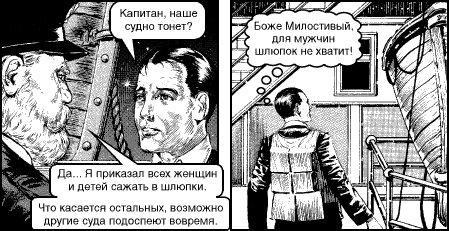 Капитан, наше
судно тонет?
Да... Я приказал всех женщин
и детей сажать в шлюпки.
Что касается остальных, возможно
другие суда подоспеют вовремя.
Боже Милостивый,
для мужчин
шлюпок не хватит!